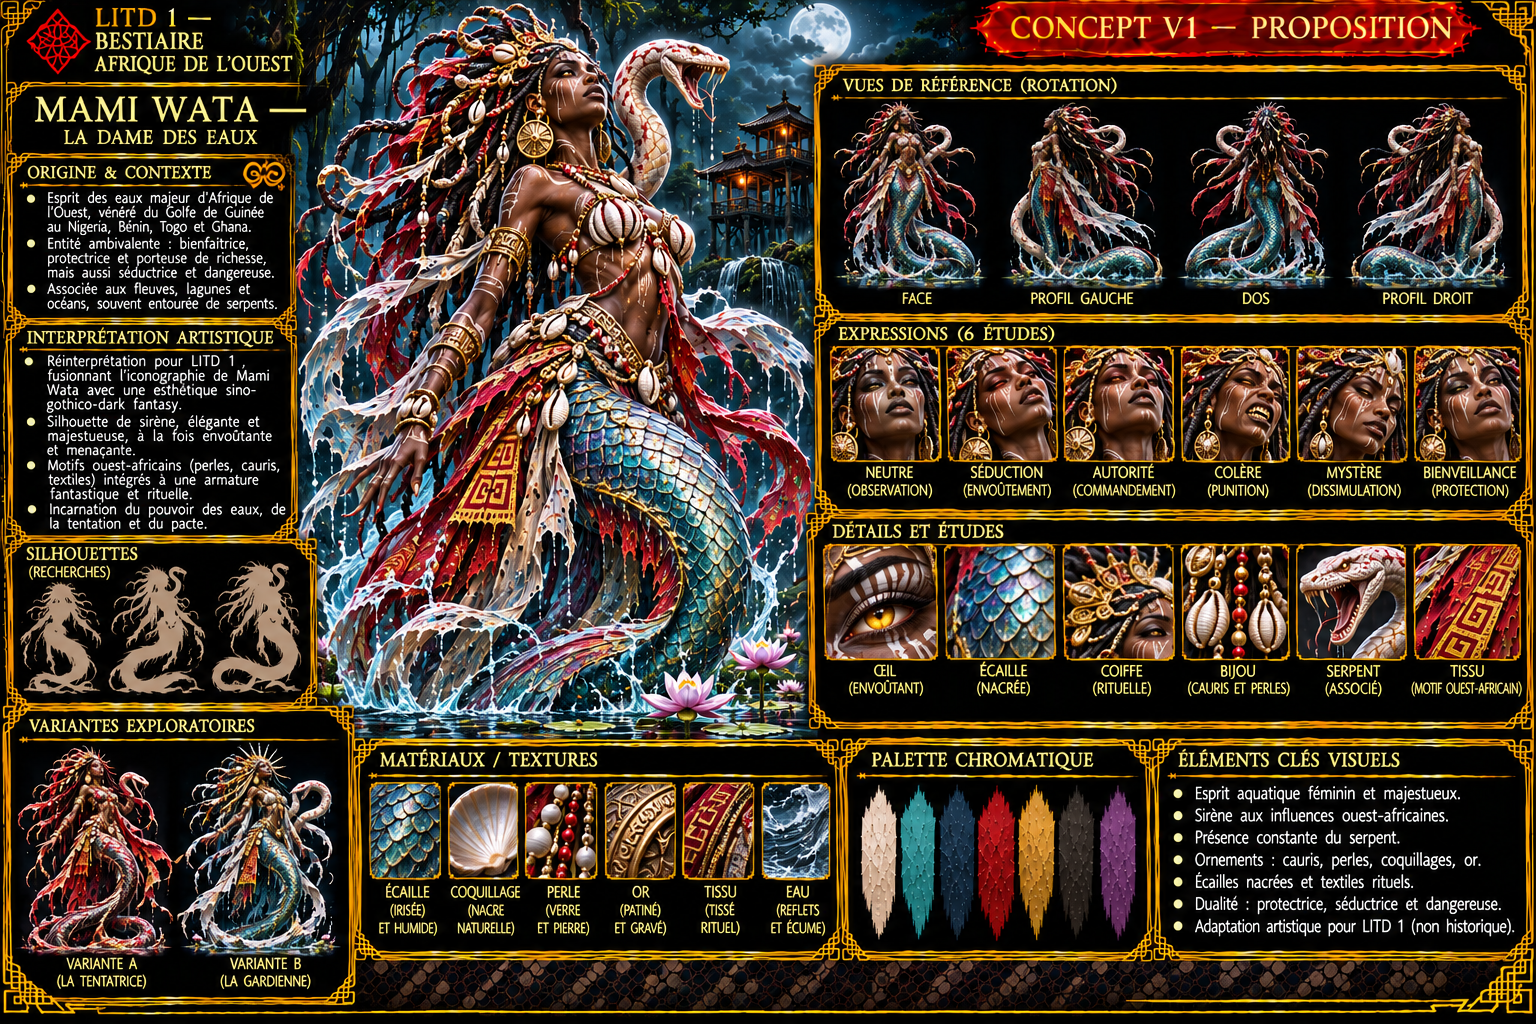 LITD 1 —
BESTIAIRE
AFRIQUE DE L'OUEST
MAMI WATA —
LA DAME DES EAUX
ORIGINE & CONTEXTE
Esprit des eaux majeur d'Afrique de
l'Ouest, vénéré du Golfe de Guinée
au Nigeria, Bénin, Togo et Ghana.
Entité ambivalente : bienfaitrice,
protectrice et porteuse de richesse,
mais aussi séductrice et dangereuse.
Associée aux fleuves, lagunes et
océans, souvent entourée de serpents.
INTERPRÉTATION ARTISTIQUE
Réinterprétation pour LITD 1,
fusionnant l'iconographie de Mami
Wata avec une esthétique sino-
gothico-dark fantasy.
Silhouette de sirène, élégante et
majestueuse, à la fois envoûtante
et menaçante.
Motifs ouest-africains (perles, cauris,
textiles) intégrés à une armature
fantastique et rituelle.
Incarnation du pouvoir des eaux, de
la tentation et du pacte.
SILHOUETTES
(RECHERCHES)
VARIANTES EXPLORATOIRES
VARIANTE A
(LA TENTATRICE)
VARIANTE B
(LA GARDIENNE)
CONCEPT V1 — PROPOSITION
VUES DE RÉFÉRENCE (ROTATION)
FACE
PROFIL GAUCHE
DOS
PROFIL DROIT
EXPRESSIONS (6 ÉTUDES)
NEUTRE
(OBSERVATION)
SÉDUCTION
(ENVOÛTEMENT)
AUTORITÉ
(COMMANDEMENT)
COLÈRE
(PUNITION)
MYSTÈRE
(DISSIMULATION)
BIENVEILLANCE
(PROTECTION)
DÉTAILS ET ÉTUDES
ŒIL
(ENVOÛTANT)
ÉCAILLE
(NACRÉE)
COIFFE
(RITUELLE)
BIJOU
(CAURIS ET PERLES)
SERPENT
(ASSOCIÉ)
TISSU
(MOTIF OUEST-AFRICAIN)
MATÉRIAUX / TEXTURES
ÉCAILLE
(IRISÉE)
ET HUMIDE)
COQUILLAGE
(NACRE
NATURELLE)
PERLE
(VERRE
ET PIERRE)
OR
(PATINÉ)
ET GRAVÉ)
TISSU
(TISSÉ
RITUEL)
EAU
(REFLETS
ET ÉCUME)
PALETTE CHROMATIQUE
ÉLÉMENTS CLÉS VISUELS
Esprit aquatique féminin et majestueux.
Sirène aux influences ouest-africaines.
Présence constante du serpent.
Ornements : cauris, perles, coquillages, or.
Écailles nacrées et textiles rituels.
Dualité : protectrice, séductrice et dangereuse.
Adaptation artistique pour LITD 1 (non historique).